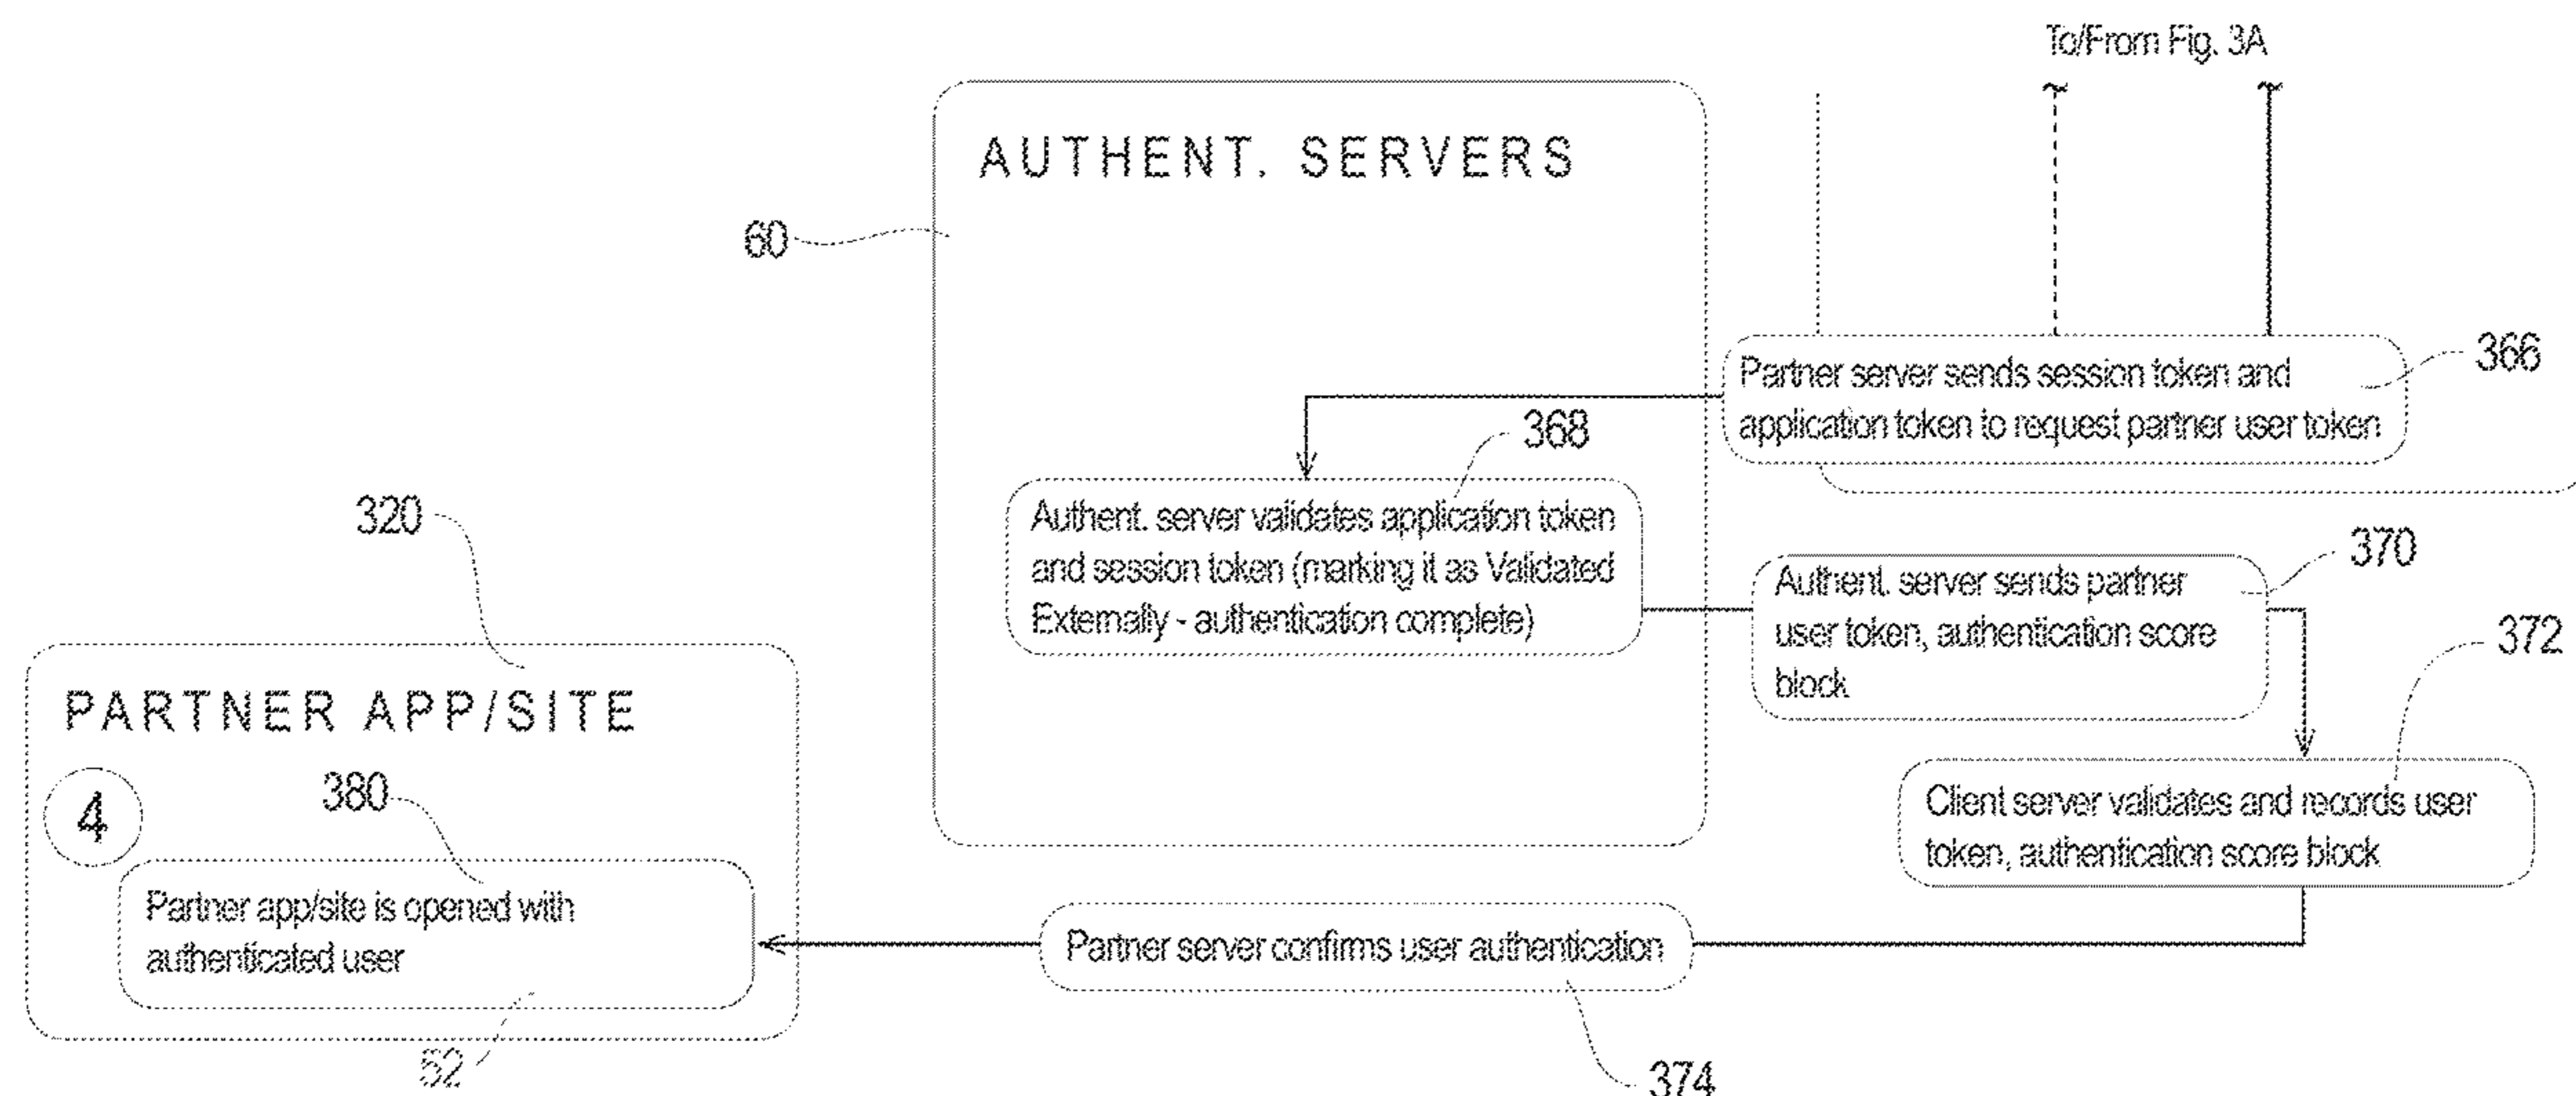 To/From Fig. 3A
AUTHENT. SERVERS
60
Partner server sends session token and
application token to request partner user token
366
368
Authent. server validates application token
and session token (marking it as Validated
Externally - authentication complete)
320
370
Authent. server sends partner
user token, authentication score
block
372
PARTNER APP/SITE
380
4
Client server validates and records user
token, authentication score block
Partner app/site is opened with
authenticated user
Partner server confirms user authentication
52
374